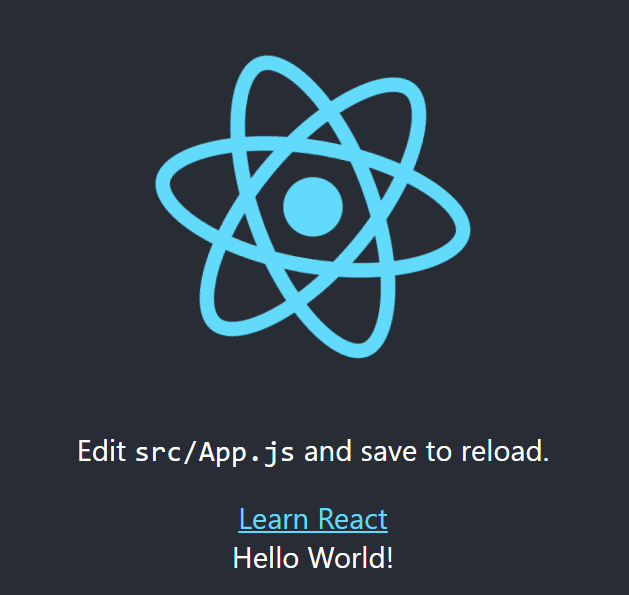 Edit src/App.js and save to reload.
Learn React
Hello World!